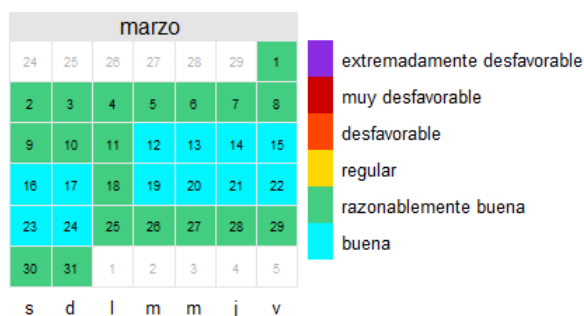 marzo
24 25 26 27 28 29 1
2 3 4 5 6 7 8
9 10 11 12 13 14 15
16 17 18 19 20 21 22
23 24 25 26 27 28 29
30 31 1 2 3 4 5
s d l m m j v
extremadamente desfavorable
muy desfavorable
desfavorable
regular
razonablemente buena
buena